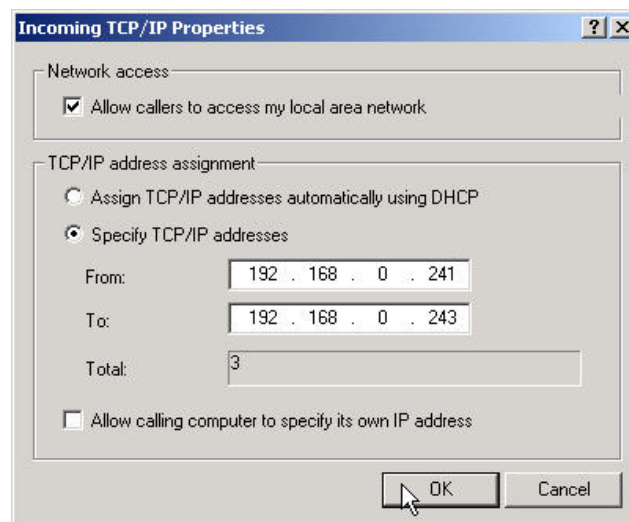 Incoming TCP/IP Properties
Network access
Allow callers to access my local area network
TCP/IP address assignment
Assign TCP/IP addresses automatically using DHCP
Specify TCP/IP addresses
From: 192 . 168 . 0 . 241
To: 192 . 168 . 0 . 243
Total: 3
Allow calling computer to specify its own IP address
OK Cancel